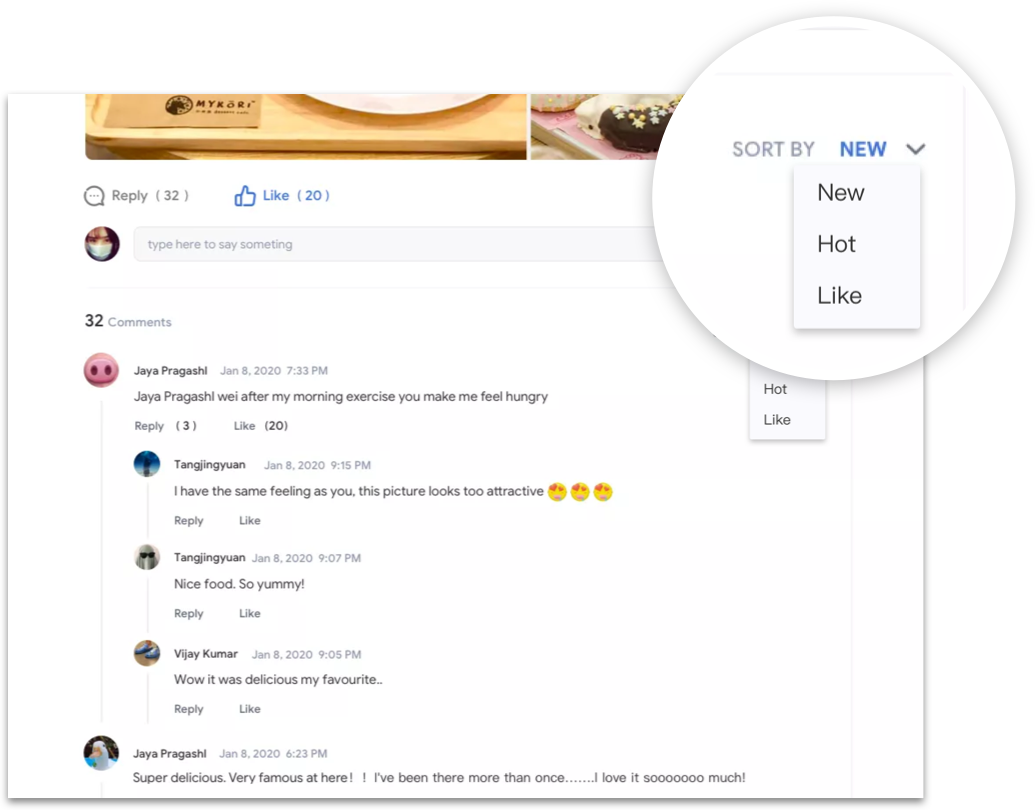 MYKŌRI
dessert cafe
SORT BY NEW
New
Hot
Like
Reply ( 32 ) Like ( 20 )
type here to say someting
32 Comments
Hot
Like
Jaya Pragashl Jan 8, 2020 7:33 PM
Jaya Pragashl wei after my morning exercise you make me feel hungry
Reply ( 3 ) Like (20)
Tangjingyuan Jan 8, 2020 9:15 PM
I have the same feeling as you, this picture looks too attractive 😍😍😍
Reply Like
Tangjingyuan Jan 8, 2020 9:07 PM
Nice food. So yummy!
Reply Like
Vijay Kumar Jan 8, 2020 9:05 PM
Wow it was delicious my favourite..
Reply Like
Jaya Pragashl Jan 8, 2020 6:23 PM
Super delicious. Very famous at here！！I've been there more than once.......I love it sooooooo much!